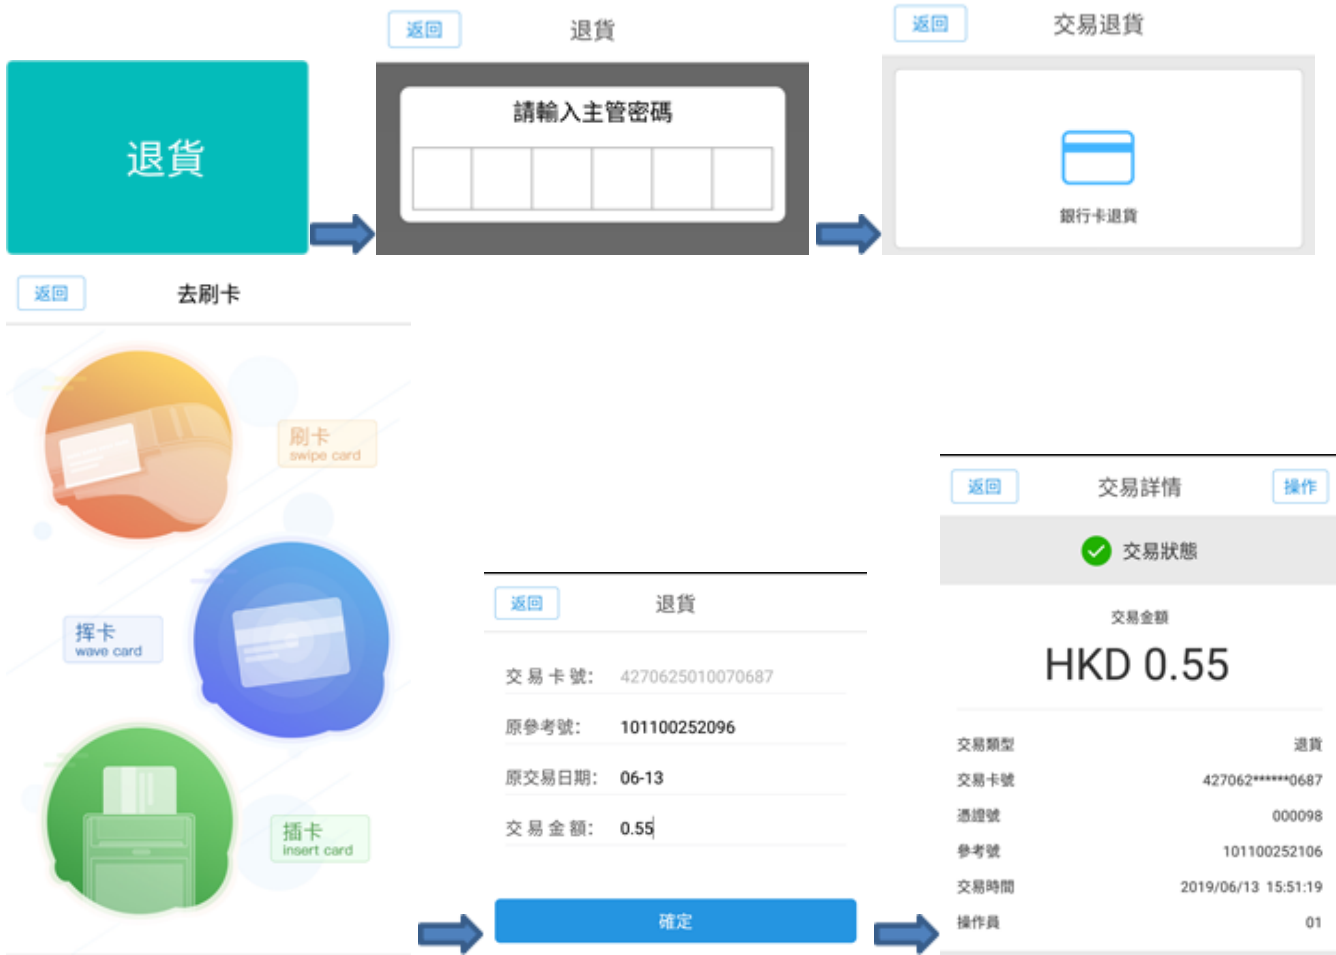 退貨
返回
退貨
請輸入主管密碼
返回
交易退貨
銀行卡退貨
返回
去刷卡
刷卡
swipe card
挥卡
wave card
插卡
insert card
返回
退貨
交易卡號: 4270625010070687
原參考號: 101100252096
原交易日期: 06-13
交易金額: 0.55
確定
返回
交易詳情
操作
交易狀態
交易金額
HKD 0.55
交易類型 退貨
交易卡號 427062******0687
憑證號 000098
參考號 101100252106
交易時間 2019/06/13 15:51:19
操作員 01